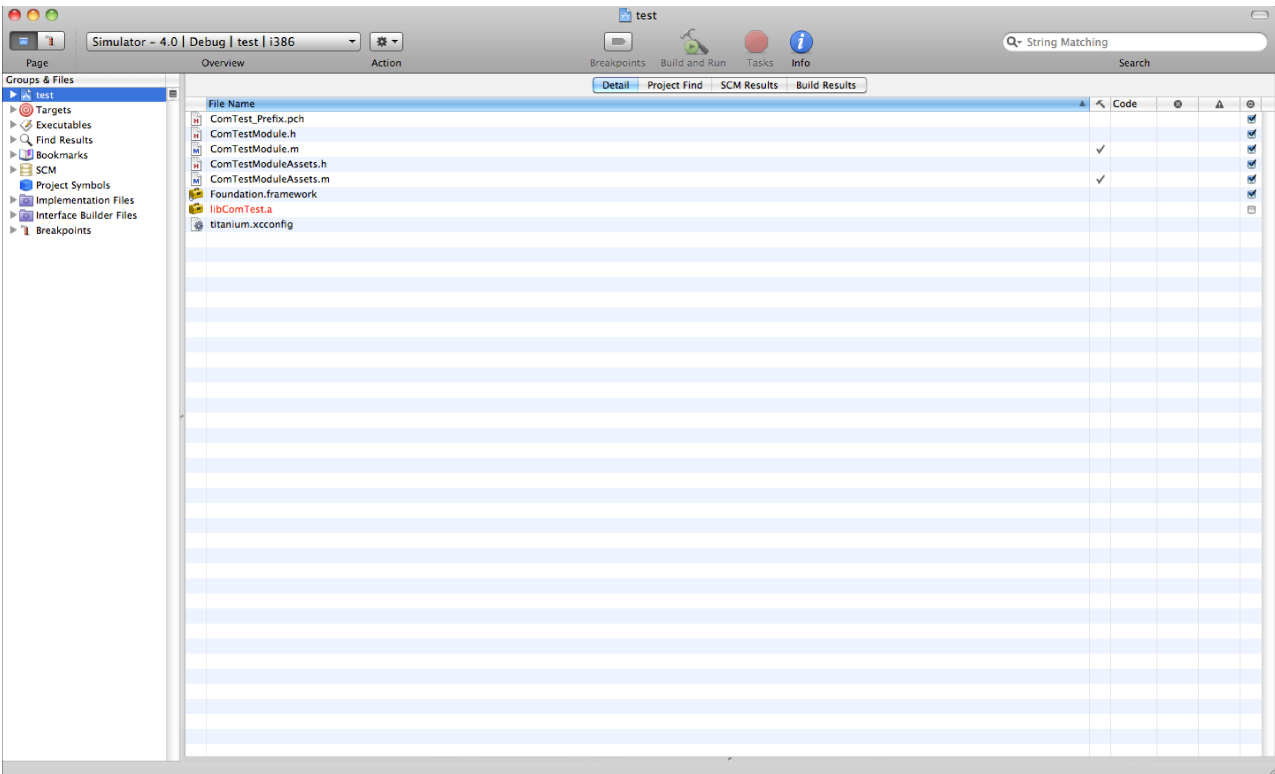 test
Simulator - 4.0 | Debug | test | i386
String Matching
Page Overview Action Breakpoints Build and Run Tasks Info Search
Groups & Files
test
Targets
Executables
Find Results
Bookmarks
SCM
Project Symbols
Implementation Files
Interface Builder Files
Breakpoints
Detail Project Find SCM Results Build Results
File Name Code
ComTest_Prefix.pch
ComTestModule.h
ComTestModule.m
ComTestModuleAssets.h
ComTestModuleAssets.m
Foundation.framework
libComTest.a
titanium.xcconfig